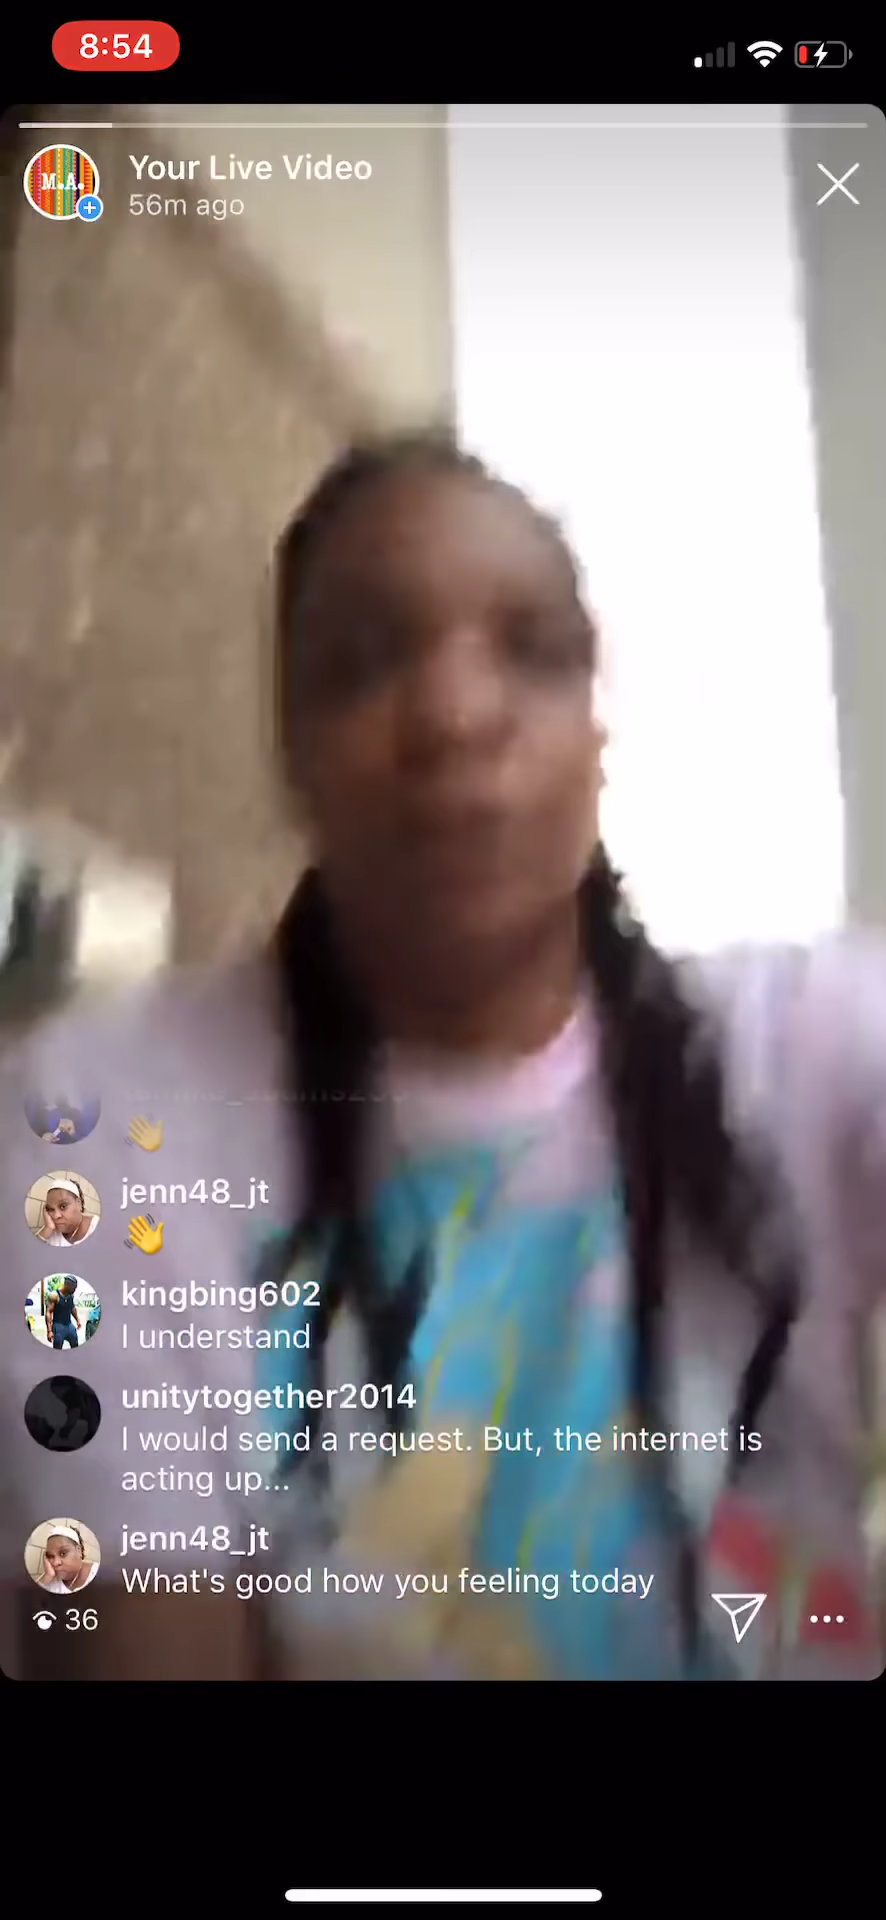 8:54
M.A.
Your Live Video
56m ago
👋
jenn48_jt
👋
kingbing602
I understand
unitytogether2014
I would send a request. But, the internet is
acting up...
jenn48_jt
What's good how you feeling today
36